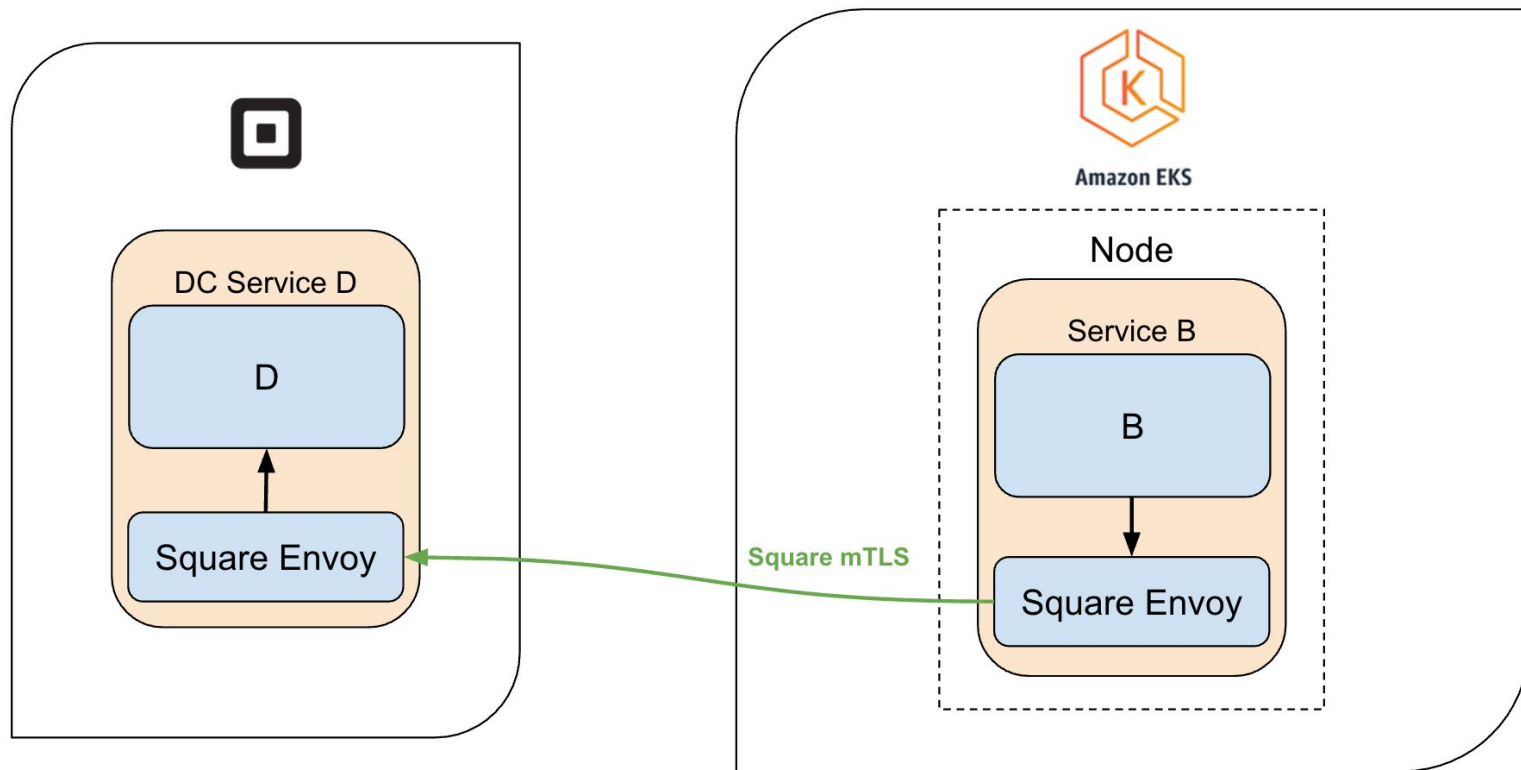 DC Service D
D
Square Envoy
Square mTLS
K
Amazon EKS
Node
Service B
B
Square Envoy